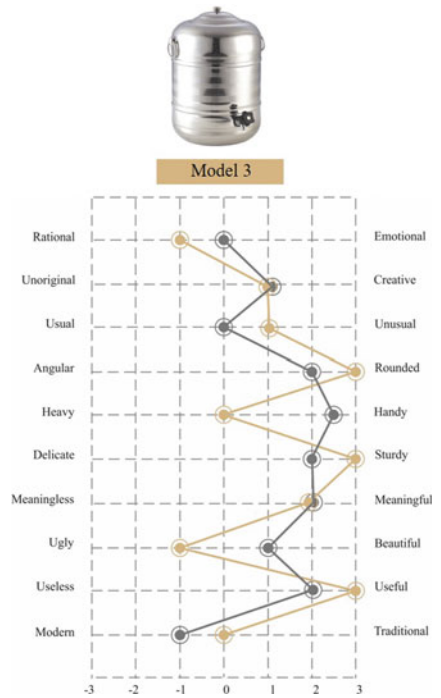 Model 3
Rational Emotional
Unoriginal Creative
Usual Unusual
Angular Rounded
Heavy Handy
Delicate Sturdy
Meaningless Meaningful
Ugly Beautiful
Useless Useful
Modern Traditional
-3 -2 -1 0 1 2 3